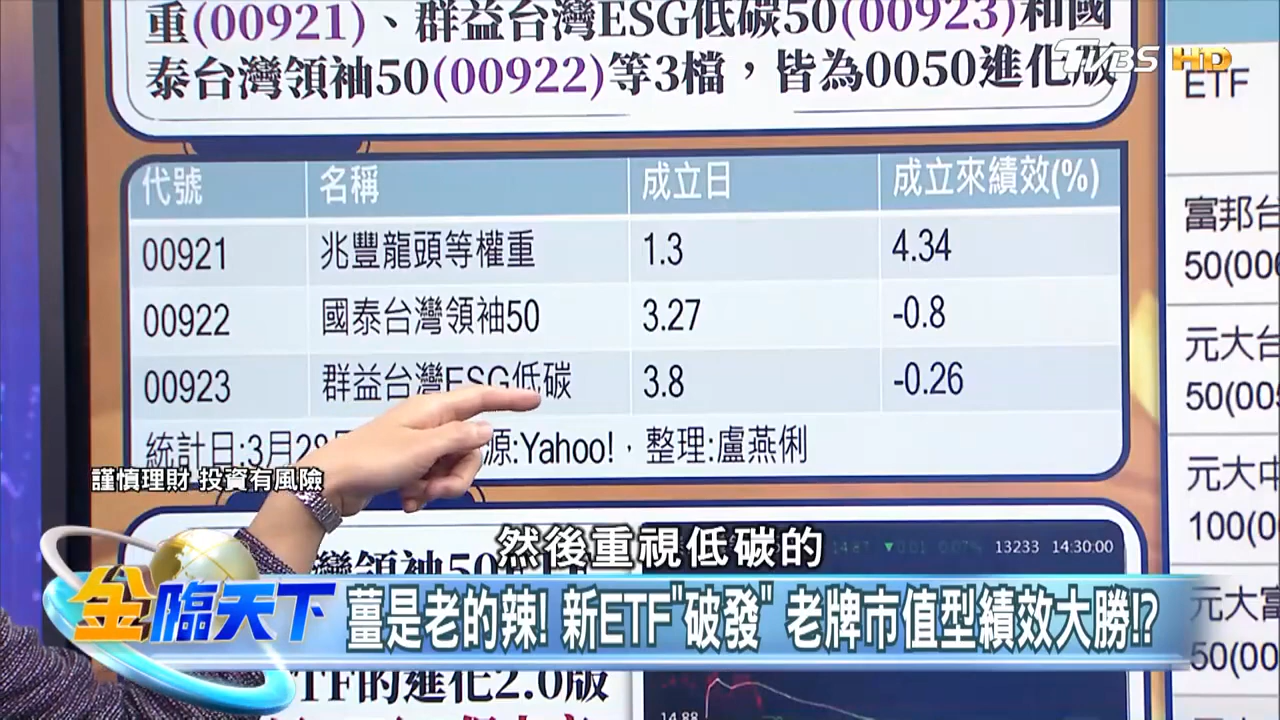 重(00921)、群益台灣ESG低碳50(00923)和國
泰台灣領袖50(00922)等3檔，皆為0050進化版
TVBS HD
ETF
代號 名稱 成立日 成立來績效(%)
00921 兆豐龍頭等權重 1.3 4.34
00922 國泰台灣領袖50 3.27 -0.8
00923 群益台灣ESG低碳 3.8 -0.26
統計日:3月28 源:Yahoo!，整理:盧燕俐
富邦台
50(00
元大台
50(00
元大中
100(0
元大富
50(00
謹慎理財 投資有風險
然後重視低碳的
13233 14:30:00
灣領袖50
金臨天下
薑是老的辣! 新ETF"破發" 老牌市值型績效大勝!?
ETF的進化2.0版
14.88